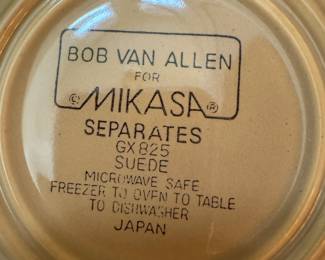 BOB VAN ALLEN
FOR
© MIKASA ®
SEPARATES
GX825
SUEDE
MICROWAVE SAFE
FREEZER TO OVEN TO TABLE
TO DISHWASHER
JAPAN